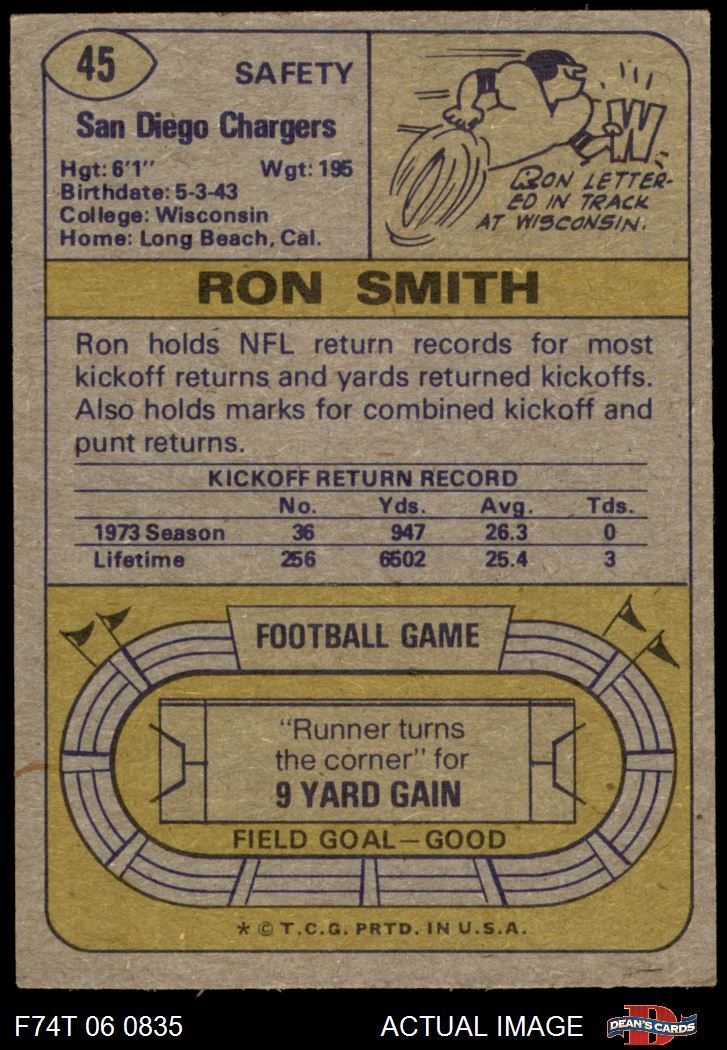 45
SAFETY
San Diego Chargers
Hgt: 6'1" Wgt: 195
Birthdate: 5-3-43
College: Wisconsin
Home: Long Beach, Cal.
W
RON LETTER-
ED IN TRACK
AT WISCONSIN.
RON SMITH
Ron holds NFL return records for most
kickoff returns and yards returned kickoffs.
Also holds marks for combined kickoff and
punt returns.
KICKOFF RETURN RECORD
No. Yds. Avg. Tds.
1973 Season 36 947 26.3 0
Lifetime 256 6502 25.4 3
FOOTBALL GAME
"Runner turns
the corner" for
9 YARD GAIN
FIELD GOAL—GOOD
* © T.C.G. PRTD. IN U.S.A.
F74T 06 0835 ACTUAL IMAGE D DEAN'S CARDS